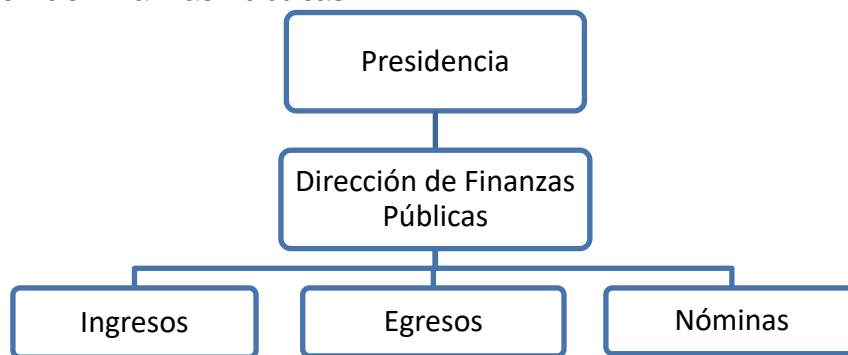 Presidencia
Dirección de Finanzas
Públicas
Ingresos
Egresos
Nóminas